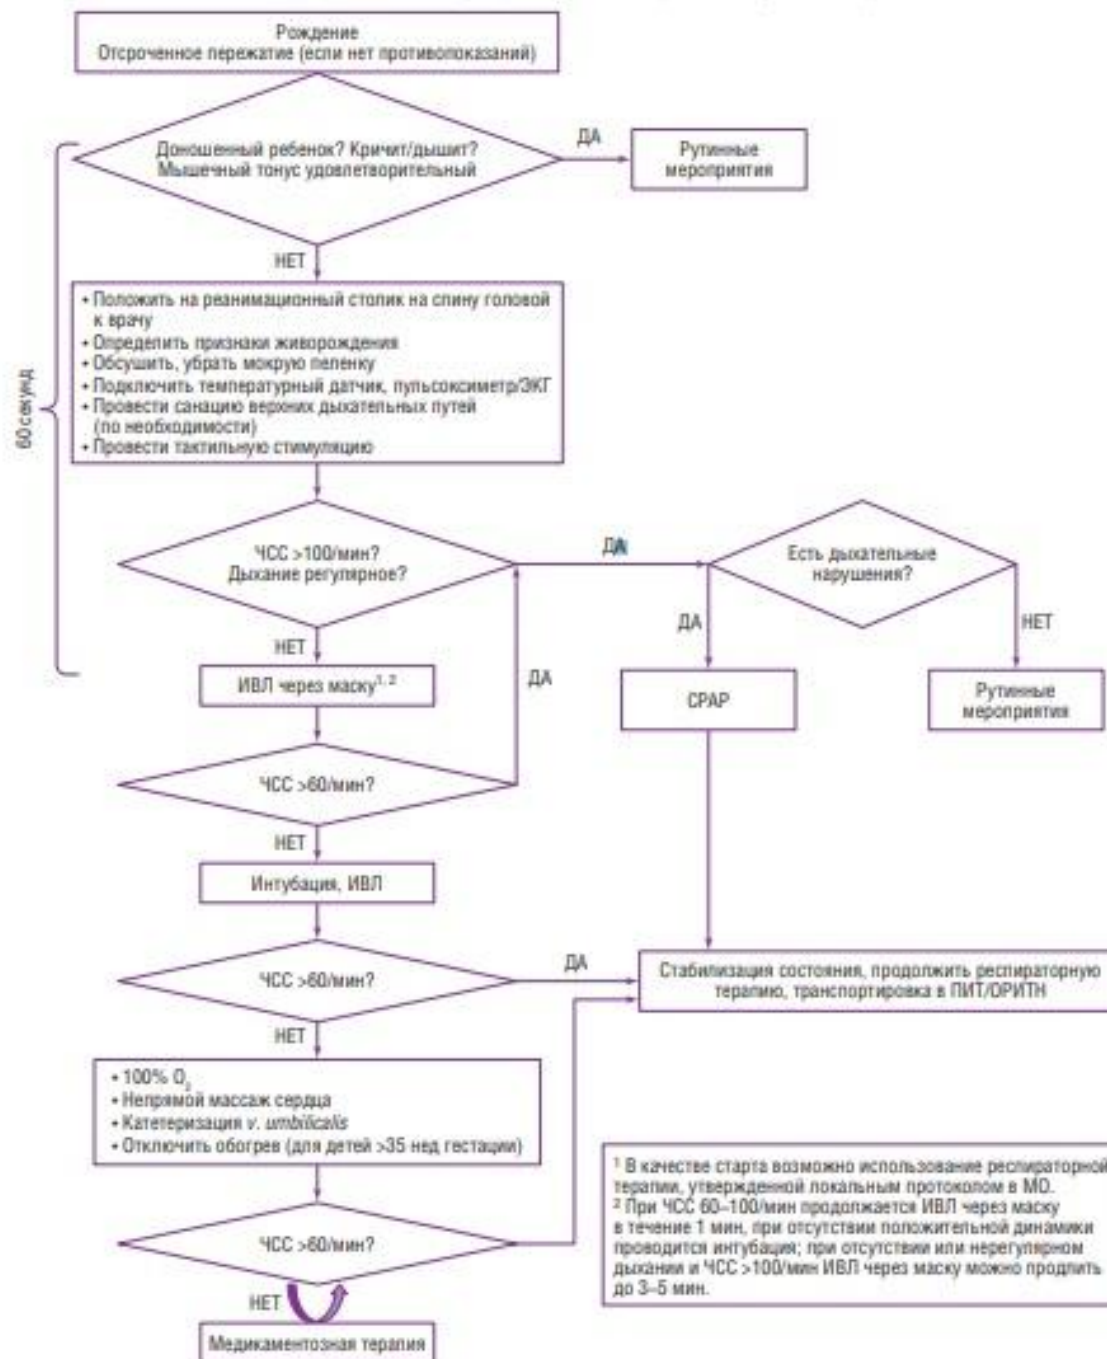 Рождение
Отсроченное пережатие (если нет противопоказаний)
Доношенный ребенок? Кричит/дышит?
Мышечный тонус удовлетворительный
ДА
Рутинные
мероприятия
НЕТ
60 секунд
• Положить на реанимационный столик на спину головой
к врачу
• Определить признаки живорождения
• Обсушить, убрать мокрую пеленку
• Подключить температурный датчик, пульсоксиметр/ЭКГ
• Провести санацию верхних дыхательных путей
(по необходимости)
• Провести тактильную стимуляцию
ЧСС >100/мин?
Дыхание регулярное?
ДА
Есть дыхательные
нарушения?
НЕТ
ДА
НЕТ
ИВЛ через маску1, 2
ДА
CPAP
Рутинные
мероприятия
ЧСС >60/мин?
НЕТ
Интубация, ИВЛ
ЧСС >60/мин?
ДА
Стабилизация состояния, продолжить респираторную
терапию, транспортировка в ПИТ/ОРИТН
НЕТ
• 100% O2
• Непрямой массаж сердца
• Катетеризация v. umbilicalis
• Отключить обогрев (для детей >35 нед гестации)
ЧСС >60/мин?
НЕТ
Медикаментозная терапия
1 В качестве старта возможно использование респираторной
терапии, утвержденной локальным протоколом в МО.
2 При ЧСС 60–100/мин продолжается ИВЛ через маску
в течение 1 мин, при отсутствии положительной динамики
проводится интубация; при отсутствии или нерегулярном
дыхании и ЧСС >100/мин ИВЛ через маску можно продлить
до 3–5 мин.